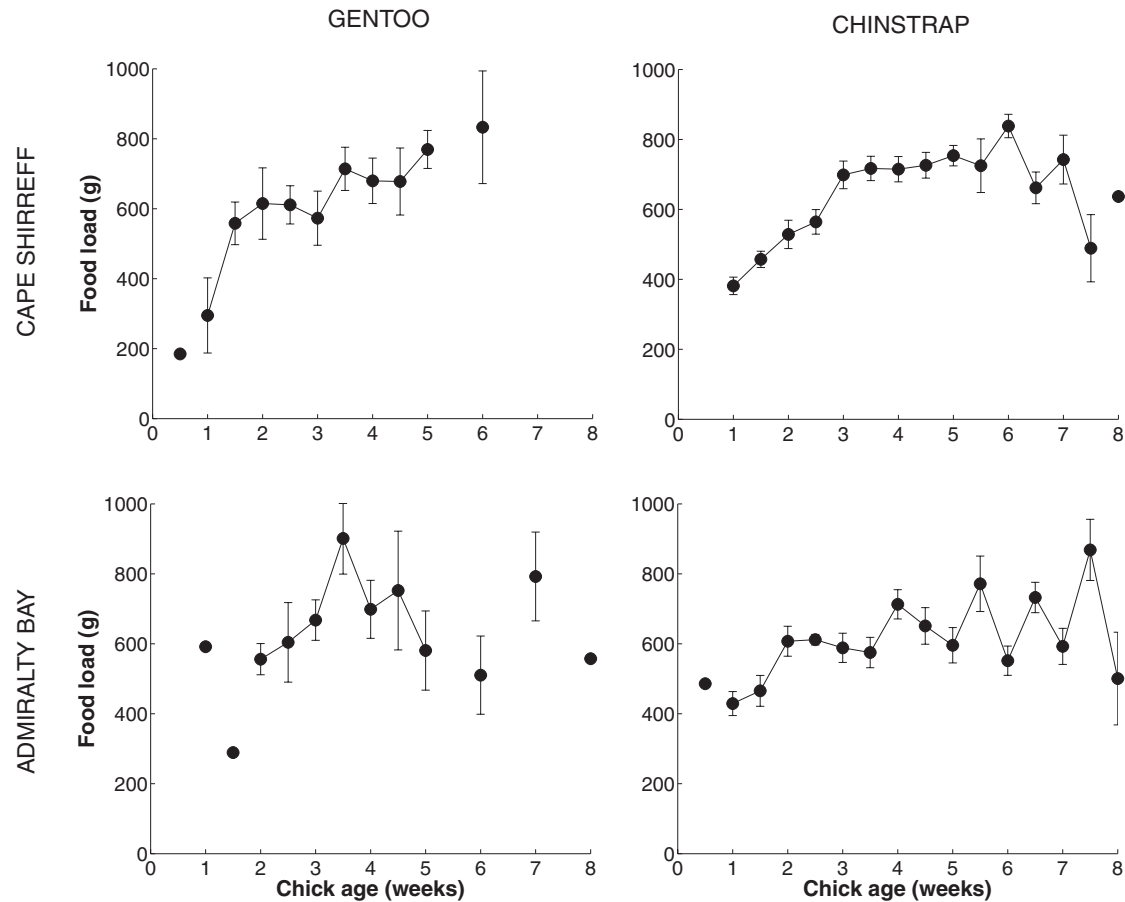 GENTOO
CHINSTRAP
CAPE SHIRREFF
Food load (g)
1000
800
600
400
200
0
0 1 2 3 4 5 6 7 8
1000
800
600
400
200
0
0 1 2 3 4 5 6 7 8
ADMIRALTY BAY
Food load (g)
1000
800
600
400
200
0
0 1 2 3 4 5 6 7 8
Chick age (weeks)
1000
800
600
400
200
0
0 1 2 3 4 5 6 7 8
Chick age (weeks)